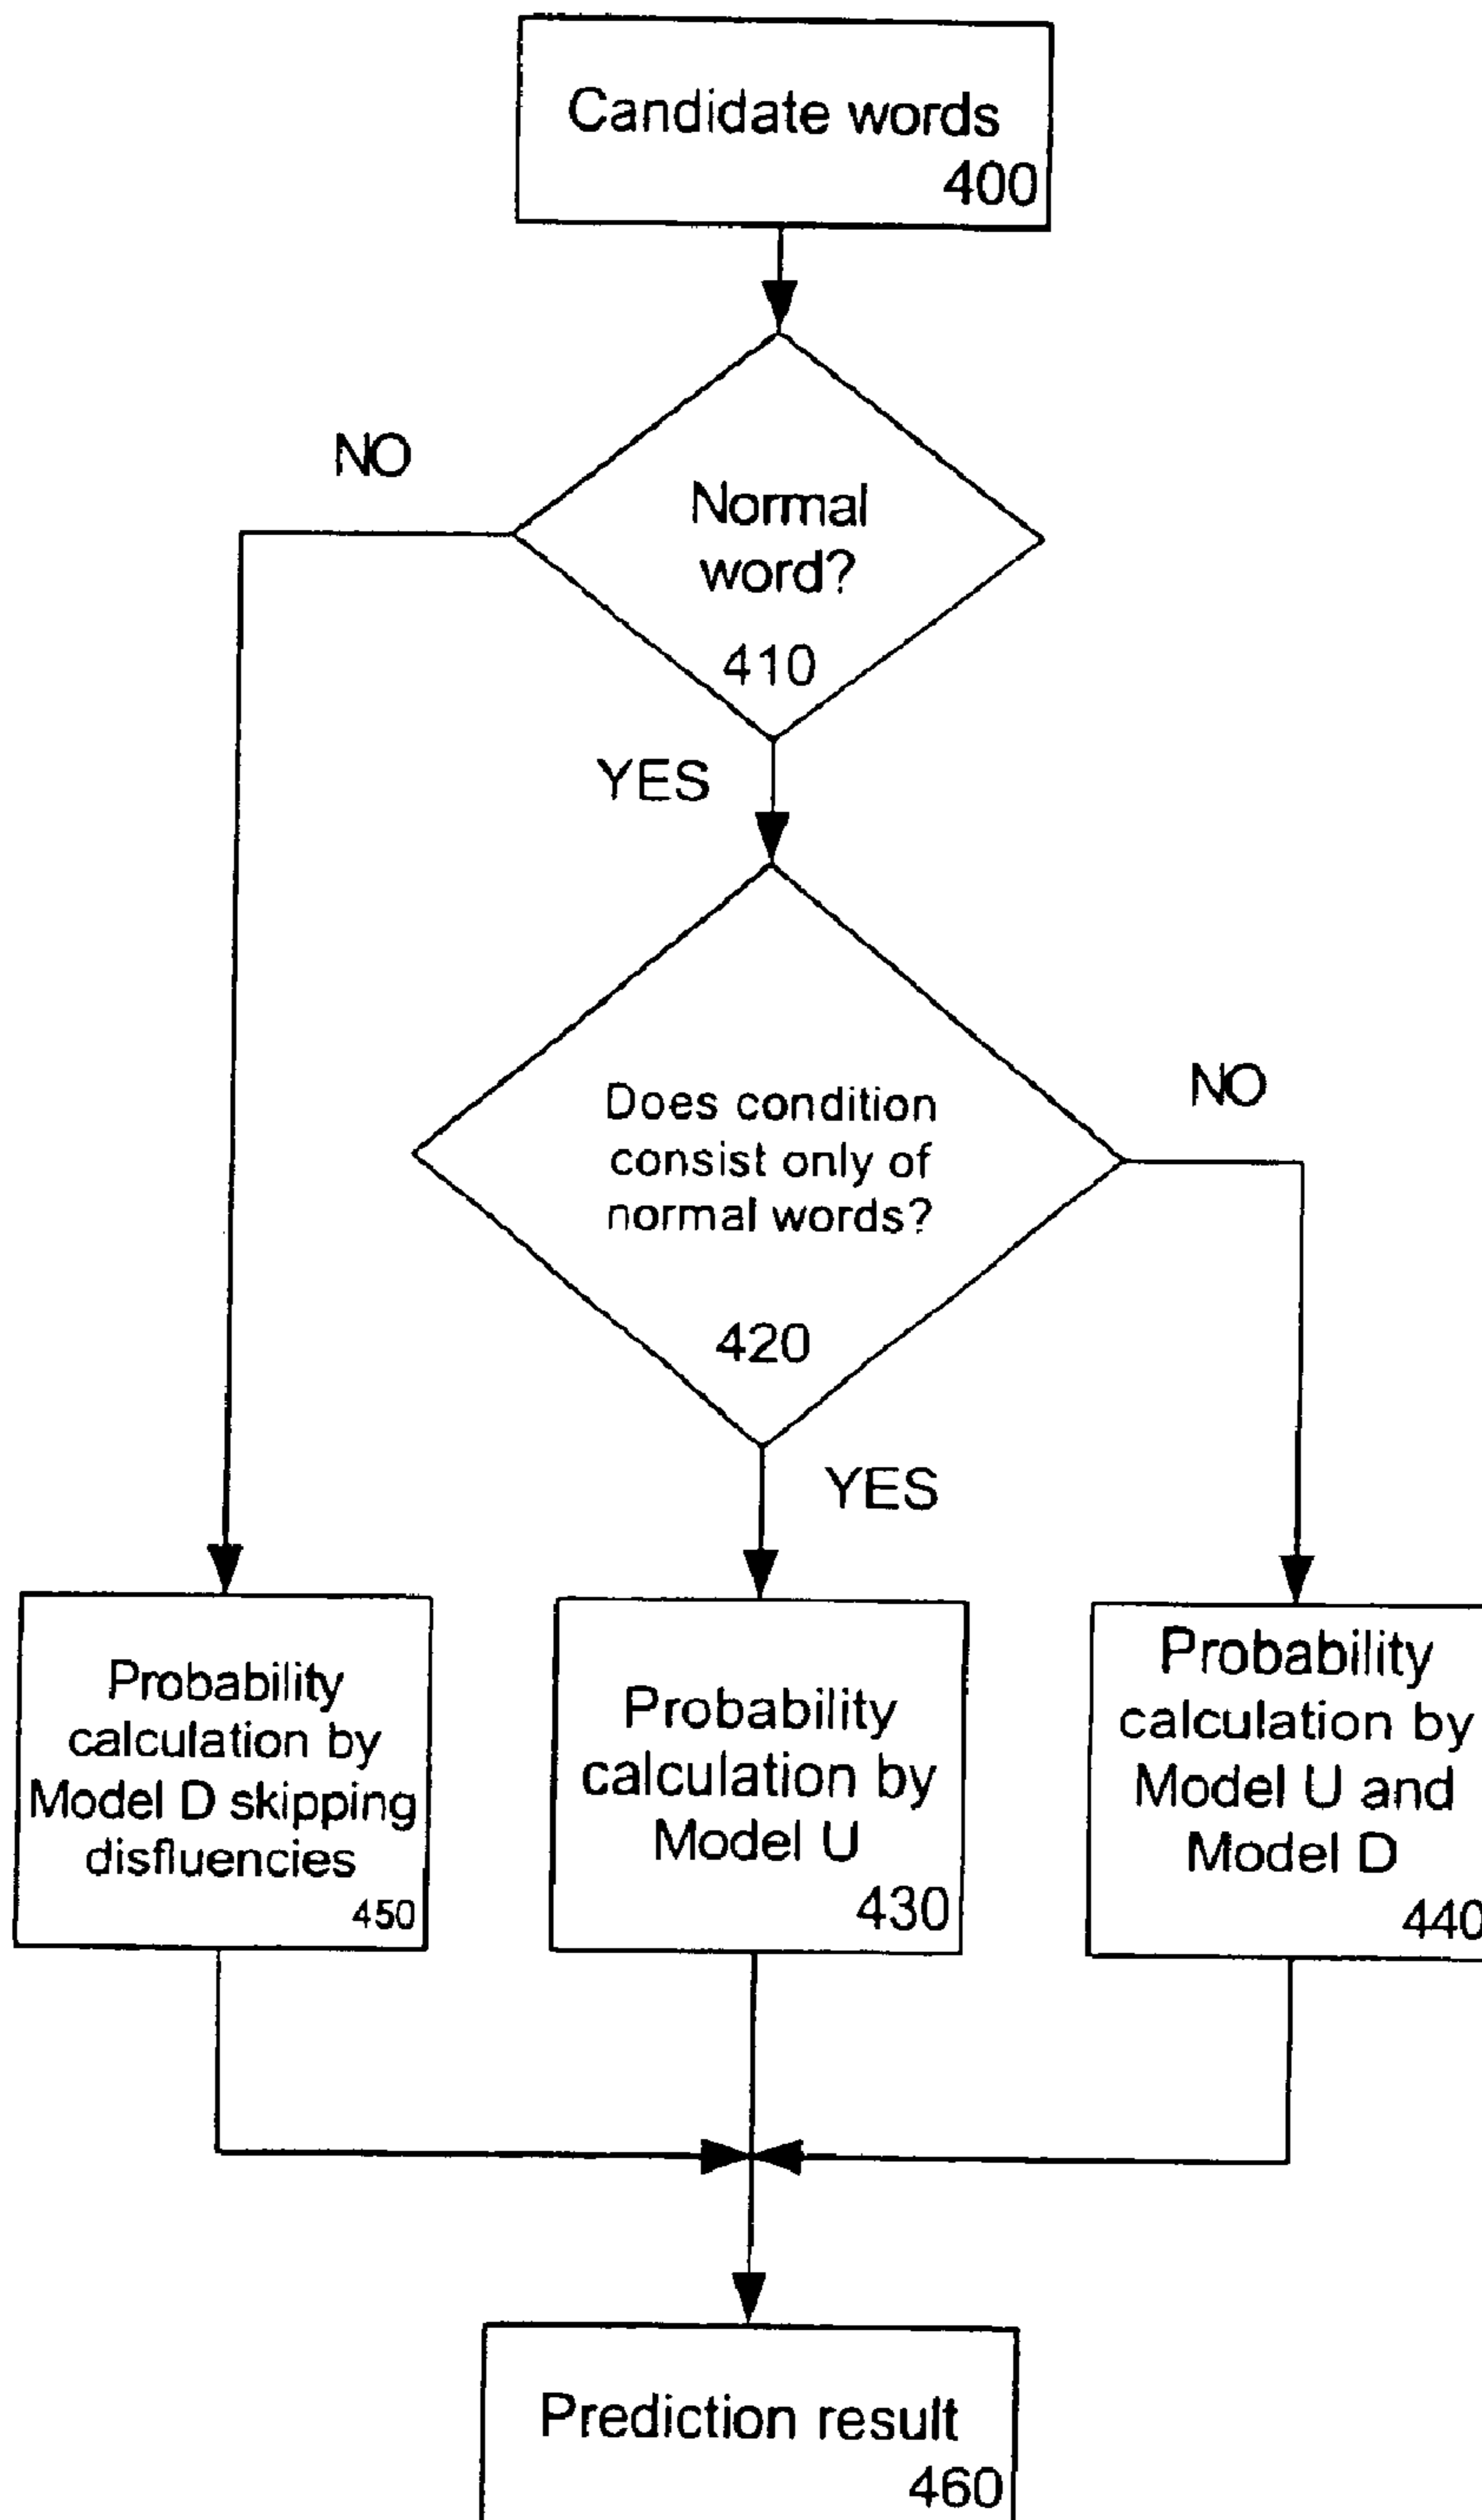 Candidate words
400
NO
Normal
word?
410
YES
Does condition
consist only of
normal words?
420
NO
YES
Probability
calculation by
Model D skipping
disfluencies
450
Probability
calculation by
Model U
430
Probability
calculation by
Model U and
Model D
440
Prediction result
460